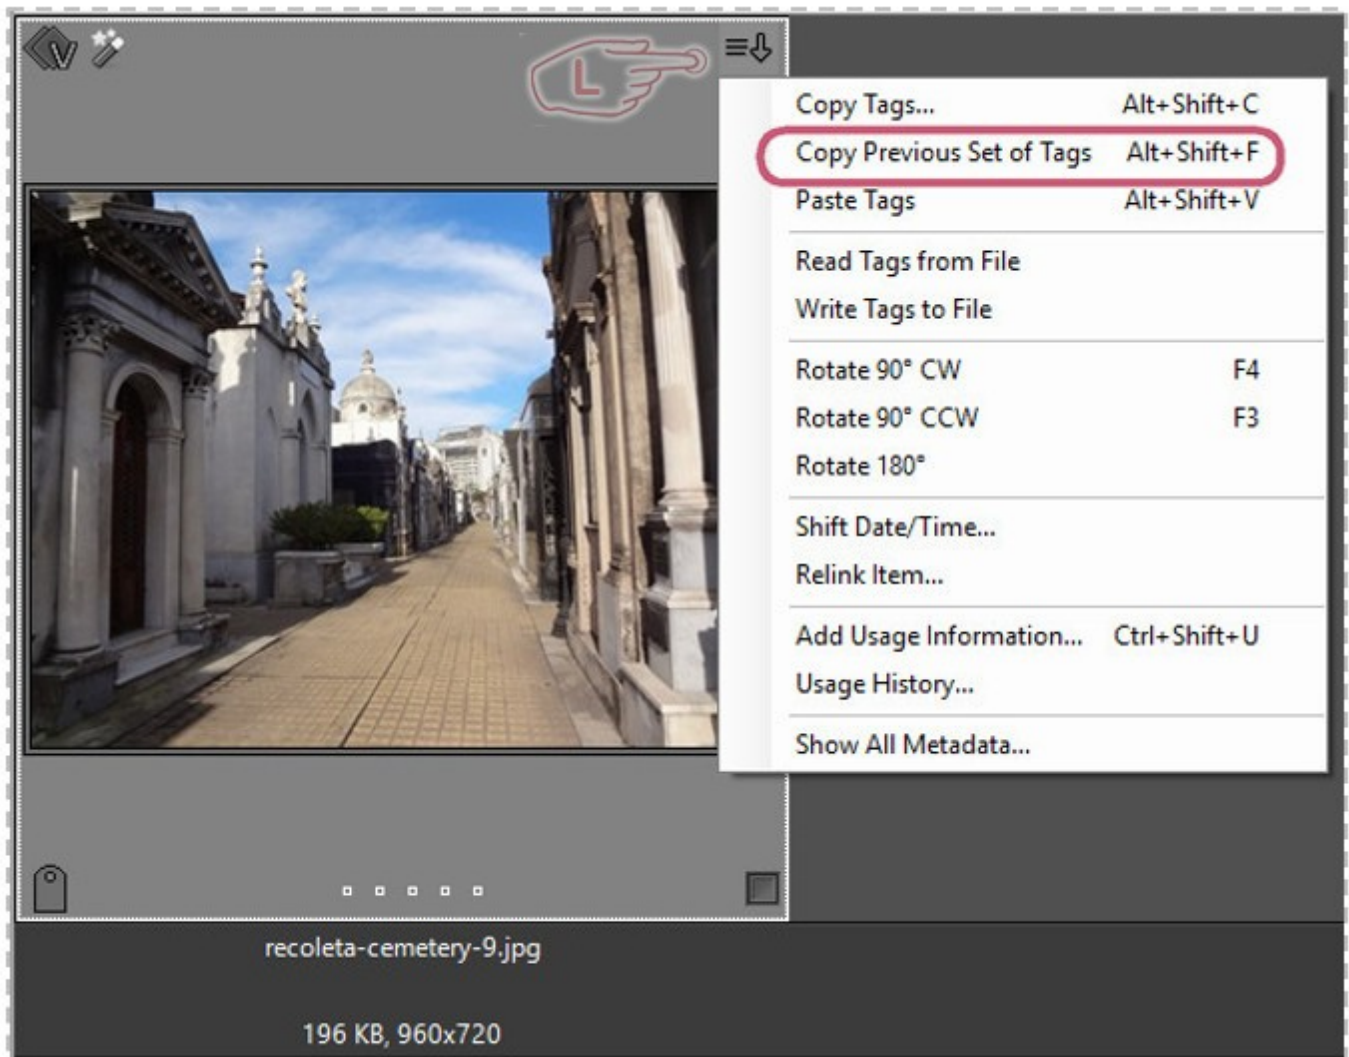 V
L
Copy Tags... Alt+Shift+C
Copy Previous Set of Tags Alt+Shift+F
Paste Tags Alt+Shift+V
Read Tags from File
Write Tags to File
Rotate 90° CW F4
Rotate 90° CCW F3
Rotate 180°
Shift Date/Time...
Relink Item...
Add Usage Information... Ctrl+Shift+U
Usage History...
Show All Metadata...
recoleta-cemetery-9.jpg
196 KB, 960x720